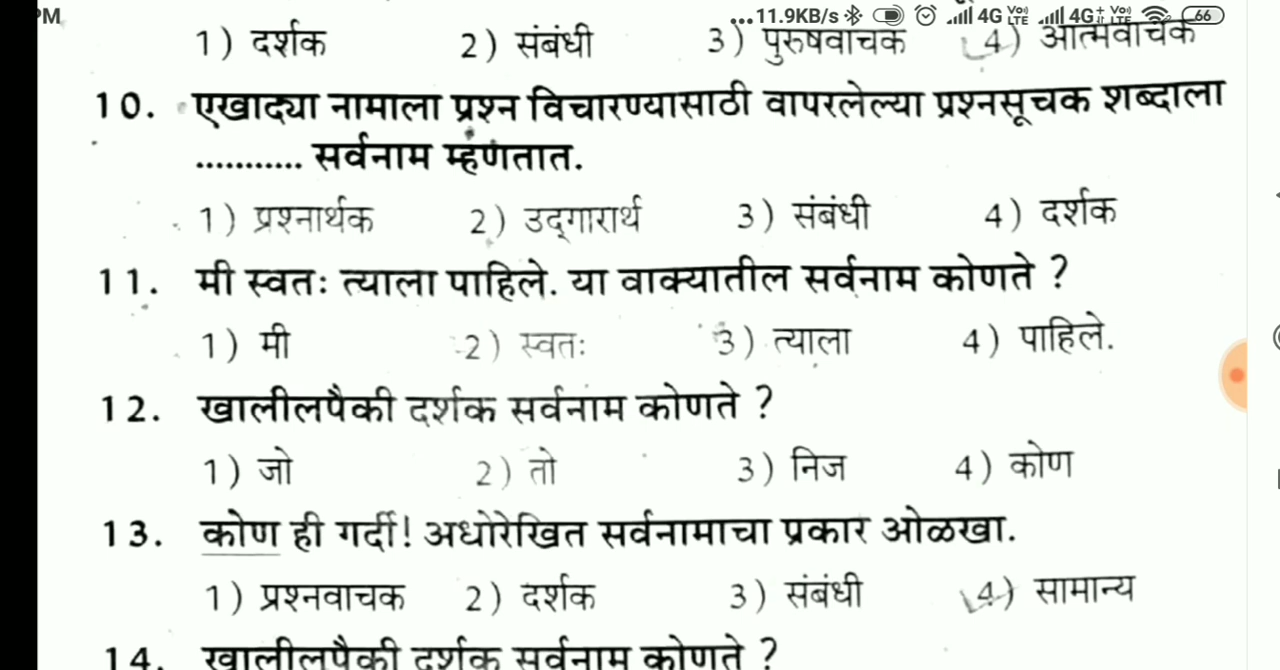 PM
...11.9KB/s 4G VoLTE 4G+ VoLTE 66
1) दर्शक 2) संबंधी 3) पुरुषवाचक 4) आत्मवाचक
10. एखाद्या नामाला प्रश्न विचारण्यासाठी वापरलेल्या प्रश्नसूचक शब्दाला
............ सर्वनाम म्हणतात.
1) प्रश्नार्थक 2) उद्गारार्थ 3) संबंधी 4) दर्शक
11. मी स्वतः त्याला पाहिले. या वाक्यातील सर्वनाम कोणते ?
1) मी 2) स्वतः 3) त्याला 4) पाहिले.
12. खालीलपैकी दर्शक सर्वनाम कोणते ?
1) जो 2) तो 3) निज 4) कोण
13. कोण ही गर्दी! अधोरेखित सर्वनामाचा प्रकार ओळखा.
1) प्रश्नवाचक 2) दर्शक 3) संबंधी 4) सामान्य
14. खालीलपैकी दर्शक सर्वनाम कोणते ?